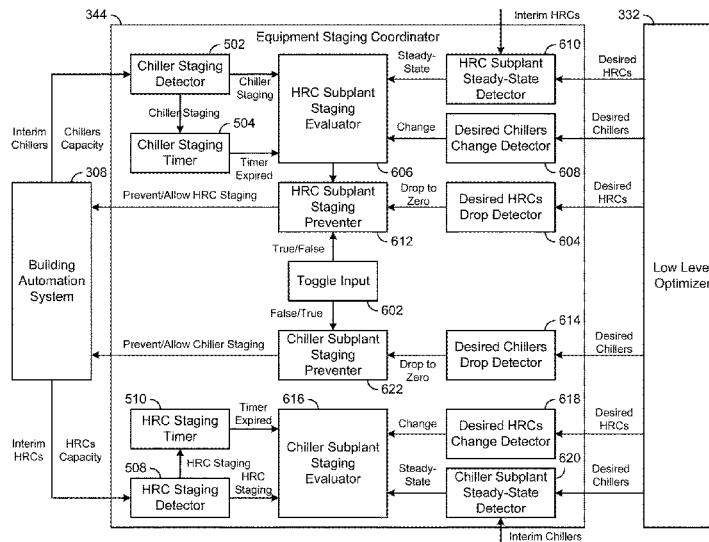 344
Interim HRCs
332
Equipment Staging Coordinator
502
Chiller Staging
Detector
Chiller
Staging
HRC Subplant
Staging
Evaluator
606
Steady-
State
610
HRC Subplant
Steady-State
Detector
Desired
HRCs
Interim
Chillers
Chillers
Capacity
Chiller Staging
504
Chiller Staging
Timer
Timer
Expired
Change
Desired Chillers
Change Detector
608
Desired
Chillers
308
Building
Automation
System
Prevent/Allow HRC Staging
HRC Subplant
Staging
Preventer
612
Drop to
Zero
Desired HRCs
Drop Detector
604
Desired
HRCs
True/False
Toggle Input
602
False/True
Low Level
Optimizer
Prevent/Allow Chiller Staging
Chiller Subplant
Staging
Preventer
622
Drop to
Zero
614
Desired Chillers
Drop Detector
Desired
Chillers
Interim
HRCs
HRCs
Capacity
510
HRC Staging
Timer
Timer
Expired
616
Chiller Subplant
Staging
Evaluator
Change
618
Desired HRCs
Change Detector
Desired
HRCs
508
HRC Staging
HRC Staging
Detector
HRC
Staging
Steady-
State
620
Chiller Subplant
Steady-State
Detector
Desired
Chillers
Interim Chillers